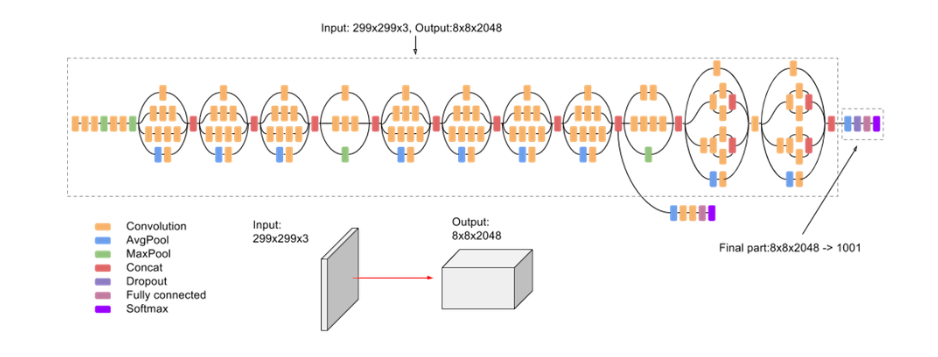 Input: 299x299x3, Output:8x8x2048
Convolution
AvgPool
MaxPool
Concat
Dropout
Fully connected
Softmax
Input:
299x299x3
Output:
8x8x2048
Final part:8x8x2048 -> 1001